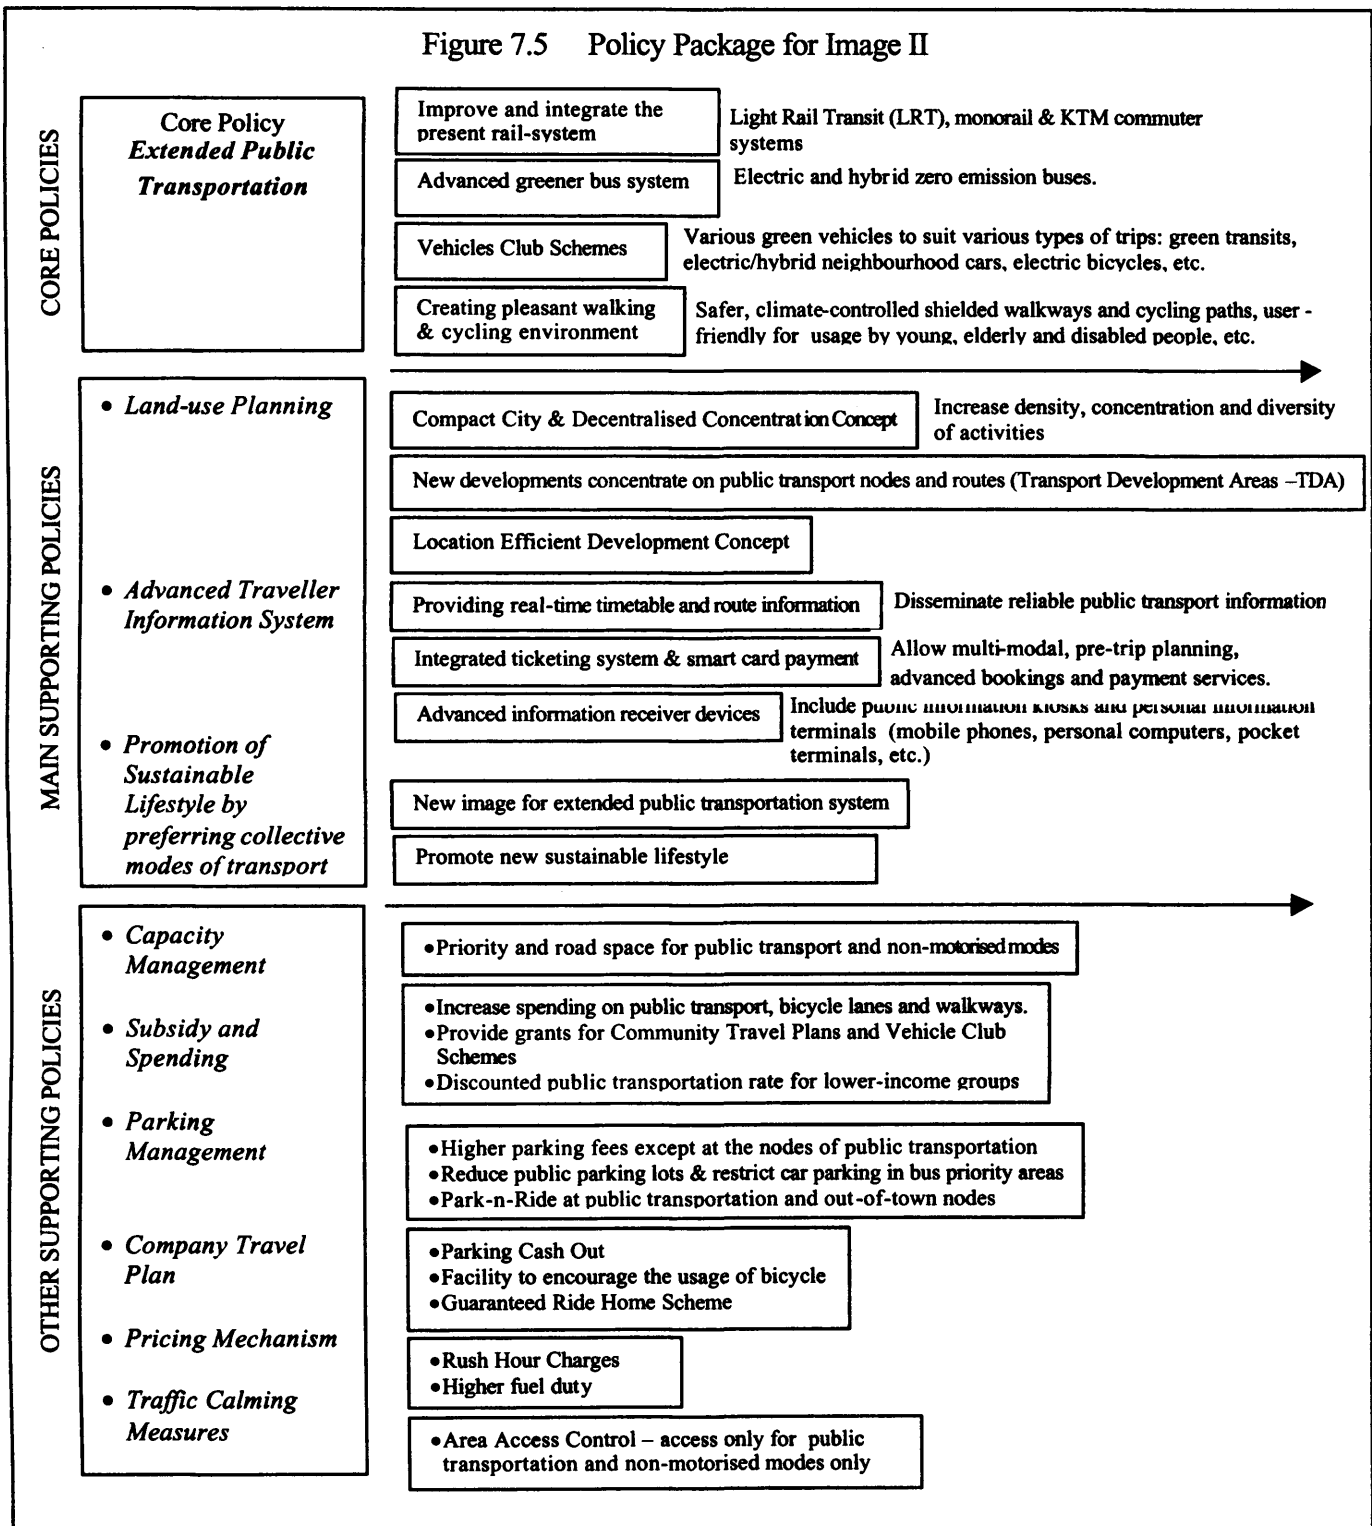 Figure 7.5 Policy Package for Image II
CORE POLICIES
Core Policy
Extended Public
Transportation
Improve and integrate the
present rail-system
Light Rail Transit (LRT), monorail & KTM commuter
systems
Advanced greener bus system
Electric and hybrid zero emission buses.
Vehicles Club Schemes
Various green vehicles to suit various types of trips: green transits,
electric/hybrid neighbourhood cars, electric bicycles, etc.
Creating pleasant walking
& cycling environment
Safer, climate-controlled shielded walkways and cycling paths, user -
friendly for usage by young, elderly and disabled people, etc.
MAIN SUPPORTING POLICIES
• Land-use Planning
Compact City & Decentralised Concentration Concept
Increase density, concentration and diversity
of activities
New developments concentrate on public transport nodes and routes (Transport Development Areas –TDA)
Location Efficient Development Concept
• Advanced Traveller
Information System
Providing real-time timetable and route information
Disseminate reliable public transport information
Integrated ticketing system & smart card payment
Allow multi-modal, pre-trip planning,
advanced bookings and payment services.
Advanced information receiver devices
Include public information kiosks and personal information
terminals (mobile phones, personal computers, pocket
terminals, etc.)
• Promotion of
Sustainable
Lifestyle by
preferring collective
modes of transport
New image for extended public transportation system
Promote new sustainable lifestyle
OTHER SUPPORTING POLICIES
• Capacity
Management
•Priority and road space for public transport and non-motorised modes
• Subsidy and
Spending
•Increase spending on public transport, bicycle lanes and walkways.
•Provide grants for Community Travel Plans and Vehicle Club
Schemes
•Discounted public transportation rate for lower-income groups
• Parking
Management
•Higher parking fees except at the nodes of public transportation
•Reduce public parking lots & restrict car parking in bus priority areas
•Park-n-Ride at public transportation and out-of-town nodes
• Company Travel
Plan
•Parking Cash Out
•Facility to encourage the usage of bicycle
•Guaranteed Ride Home Scheme
• Pricing Mechanism
•Rush Hour Charges
•Higher fuel duty
• Traffic Calming
Measures
•Area Access Control – access only for public
transportation and non-motorised modes only